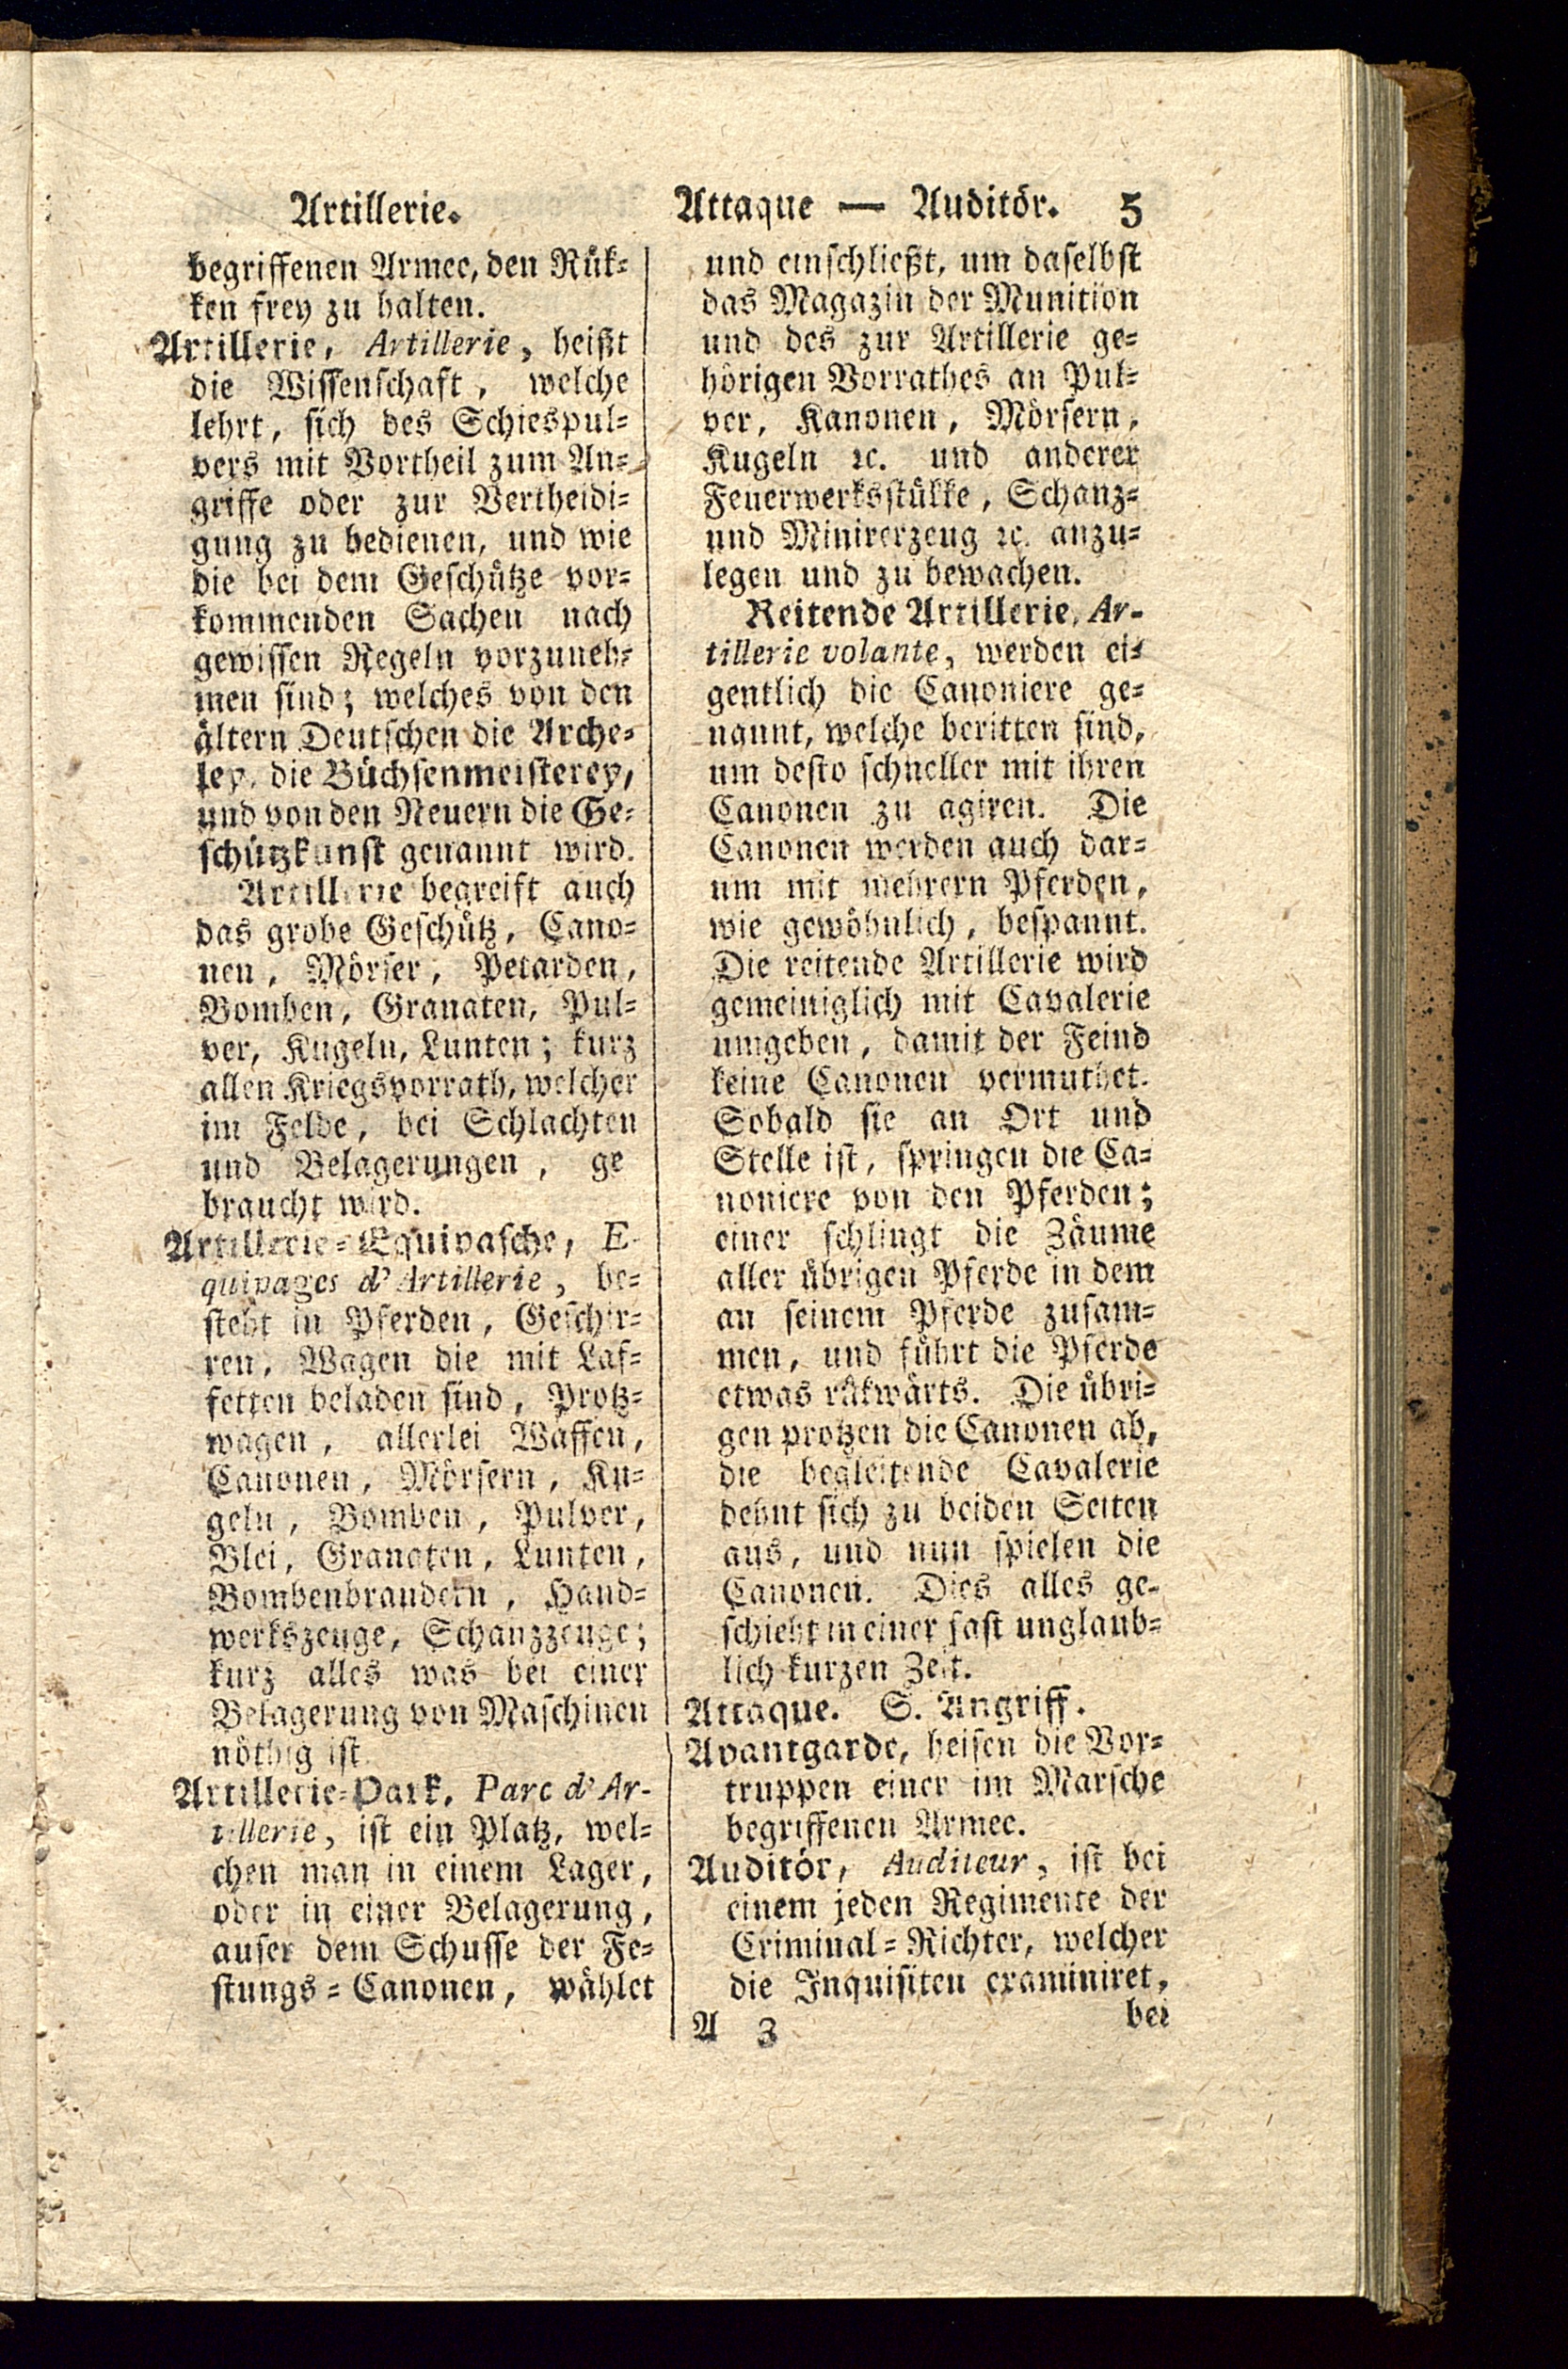 Artillerie.
begriffenen Armee, den Rük-
ken frey zu halten.
Artillerie, Artillerie, heißt
die Wissenschaft, welche
lehrt, sich des Schiespul-
vers mit Vortheil zum An-
griffe oder zur Vertheidi-
gung zu bedienen, und wie
die bei dem Geschütze vor-
kommenden Sachen nach
gewissen Regeln vorzuneh-
men sind; welches von den
ältern Deutschen die Arche-
ley, die Büchsenmeisterey,
und von den Neuern die Ge-
schützkunst genannt wird.
Artillerie begreift auch
das grobe Geschütz, Cano-
nen, Mörser, Petarden,
Bomben, Granaten, Pul-
ver, Kugeln, Lunten; kurz
allen Kriegsvorrath, welcher
im Felde, bei Schlachten
und Belagerungen, ge
braucht wird.
Artillerie-Equipasche, E-
quipages d'Artillerie, be-
steht in Pferden, Geschir-
ren, Wagen die mit Laf-
fetten beladen sind, Protz-
wagen, allerlei Waffen,
Canonen, Mörsern, Ku-
geln, Bomben, Pulver,
Blei, Granaten, Lunten,
Bombenbrandern, Hand-
werkszeuge, Schanzzeuge;
kurz alles was bei einer
Belagerung von Maschinen
nöthig ist
Artillerie-Park, Parc d'Ar-
tillerie, ist ein Platz, wel-
chen man in einem Lager,
oder in einer Belagerung,
auser dem Schusse der Fe-
stungs-Canonen, wählet
Attaque — Auditör. 5
und einschließt, um daselbst
das Magazin der Munition
und des zur Artillerie ge-
hörigen Vorrathes an Pul-
ver, Kanonen, Mörsern,
Kugeln ꝛc. und anderer
Feuerwerksstükke, Schanz-
und Minirerzeug ꝛc. anzu-
legen und zu bewachen.
Reitende Artillerie, Ar-
tillerie volante, werden ei-
gentlich die Canoniere ge-
nannt, welche beritten sind,
um desto schneller mit ihren
Canonen zu agiren. Die
Canonen werden auch dar-
um mit mehrern Pferden,
wie gewöhnlich, bespannt.
Die reitende Artillerie wird
gemeiniglich mit Cavalerie
umgeben, damit der Feind
keine Canonen vermuthet.
Sobald sie an Ort und
Stelle ist, springen die Ca-
noniere von den Pferden;
einer schlingt die Zäume
aller übrigen Pferde in dem
an seinem Pferde zusam-
men, und führt die Pferde
etwas rükwärts. Die übri-
gen protzen die Canonen ab,
die begleitende Cavalerie
dehnt sich zu beiden Seiten
aus, und nun spielen die
Canonen. Dies alles ge-
schieht in einer fast unglaub-
lich kurzen Zeit.
Attaque. S. Angriff.
Avantgarde, heisen die Vor-
truppen einer im Marsche
begriffenen Armee.
Auditör, Auditeur, ist bei
einem jeden Regimente der
Criminal-Richter, welcher
die Inquisiten examiniret,
A 3 bei